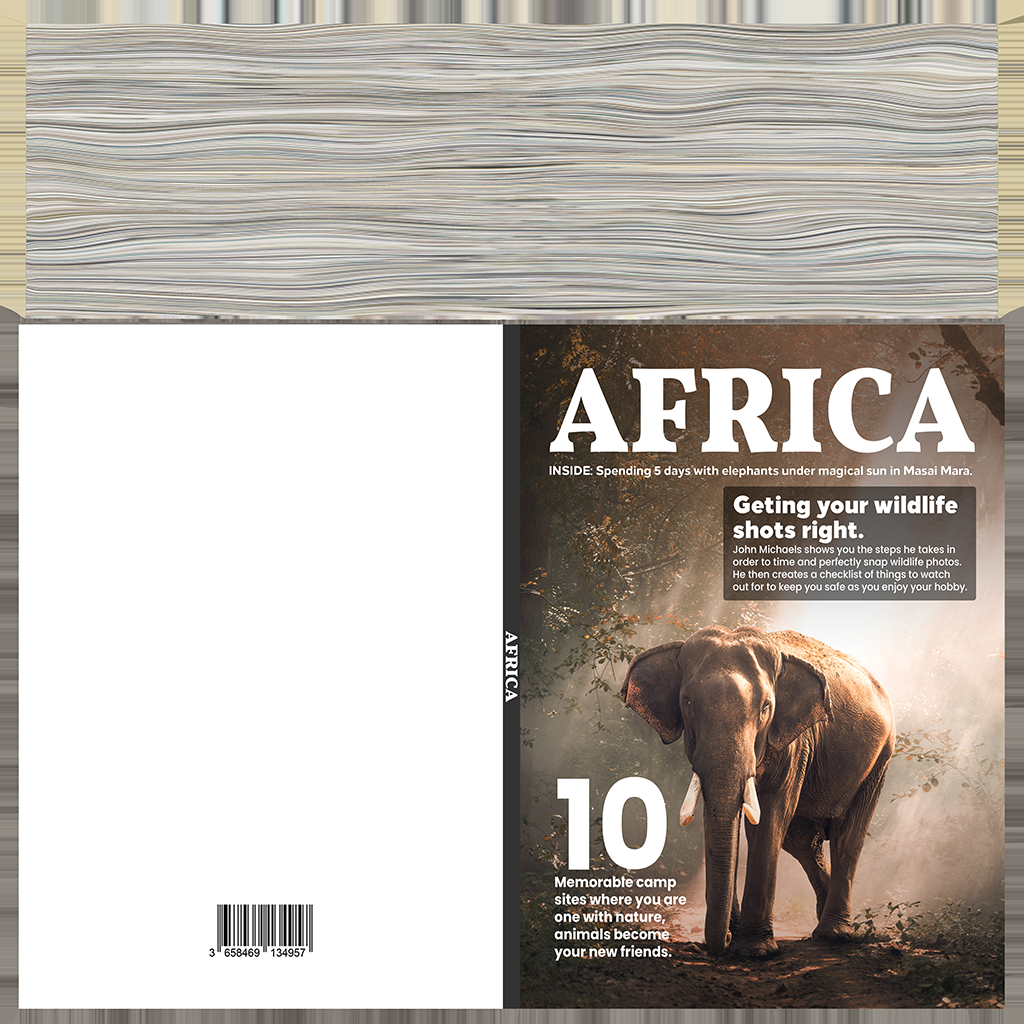 AFRICA
INSIDE: Spending 5 days with elephants under magical sun in Masai Mara.
Geting your wildlife
shots right.
John Michaels shows you the steps he takes in
order to time and perfectly snap wildlife photos.
He then creates a checklist of things to watch
out for to keep you safe as you enjoy your hobby.
AFRICA
10
Memorable camp
sites where you are
one with nature,
animals become
your new friends.
3 658469 134957